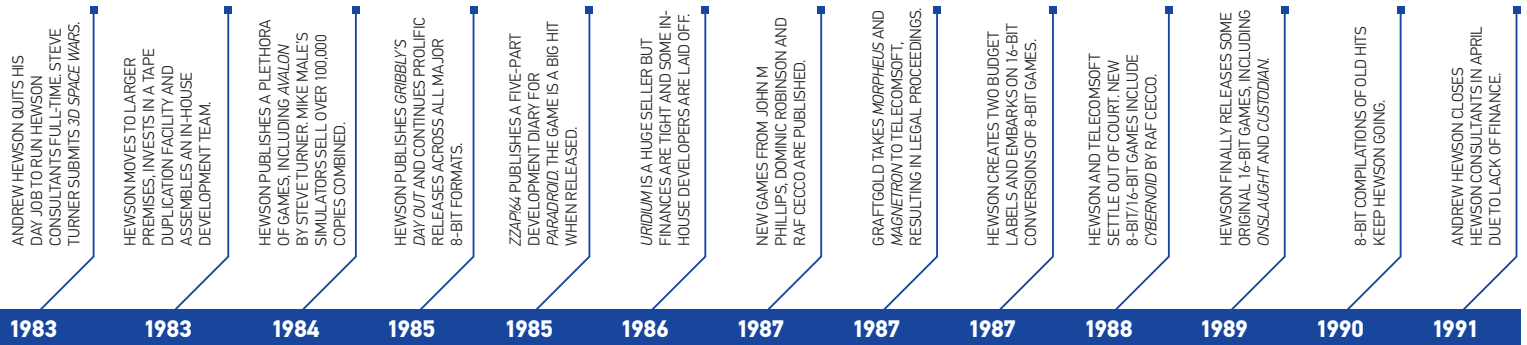 ANDREW HEWSON QUITS HIS
DAY JOB TO RUN HEWSON
CONSULTANTS FULL-TIME. STEVE
TURNER SUBMITS 3D SPACE WARS.
1983
HEWSON MOVES TO LARGER
PREMISES, INVESTS IN A TAPE
DUPLICATION FACILITY AND
ASSEMBLES AN IN-HOUSE
DEVELOPMENT TEAM.
1983
HEWSON PUBLISHES A PLETHORA
OF GAMES, INCLUDING AVALON
BY STEVE TURNER. MIKE MALE'S
SIMULATORS SELL OVER 100,000
COPIES COMBINED.
1984
HEWSON PUBLISHES GRIBBLY'S
DAY OUT AND CONTINUES PROLIFIC
RELEASES ACROSS ALL MAJOR
8-BIT FORMATS.
1985
ZZAP!64 PUBLISHES A FIVE-PART
DEVELOPMENT DIARY FOR
PARADROID. THE GAME IS A BIG HIT
WHEN RELEASED.
1985
URIDIUM IS A HUGE SELLER BUT
FINANCES ARE TIGHT AND SOME IN-
HOUSE DEVELOPERS ARE LAID OFF.
1986
NEW GAMES FROM JOHN M
PHILLIPS, DOMINIC ROBINSON AND
RAF CECCO ARE PUBLISHED.
1987
GRAFTGOLD TAKES MORPHEUS AND
MAGNETRON TO TELECOMSOFT,
RESULTING IN LEGAL PROCEEDINGS.
1987
HEWSON CREATES TWO BUDGET
LABELS AND EMBARKS ON 16-BIT
CONVERSIONS OF 8-BIT GAMES.
1987
HEWSON AND TELECOMSOFT
SETTLE OUT OF COURT. NEW
8-BIT/16-BIT GAMES INCLUDE
CYBERNOID BY RAF CECCO.
1988
HEWSON FINALLY RELEASES SOME
ORIGINAL 16-BIT GAMES, INCLUDING
ONSLAUGHT AND CUSTODIAN.
1989
8-BIT COMPILATIONS OF OLD HITS
KEEP HEWSON GOING.
1990
ANDREW HEWSON CLOSES
HEWSON CONSULTANTS IN APRIL
DUE TO LACK OF FINANCE.
1991